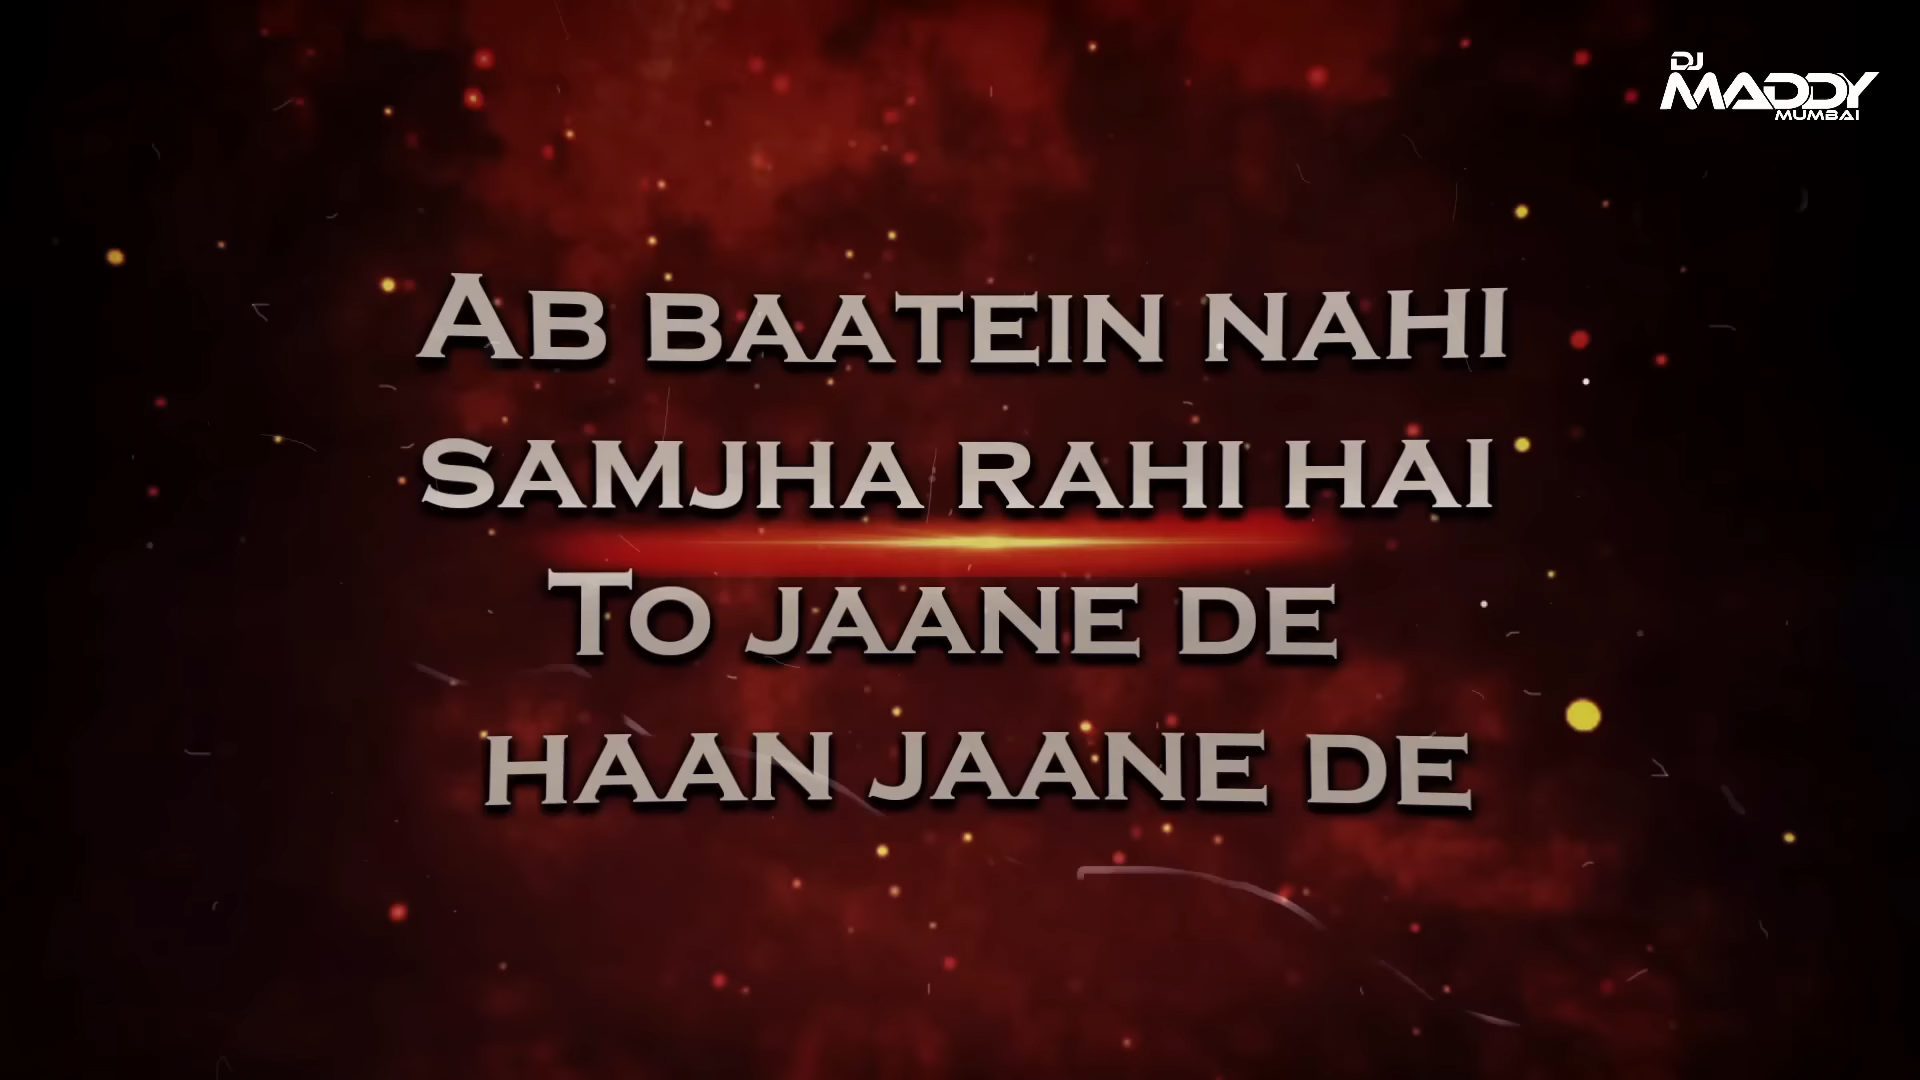 DJ
MADDY
MUMBAI
AB BAATEIN NAHI
SAMJHA RAHI HAI
TO JAANE DE
HAAN JAANE DE